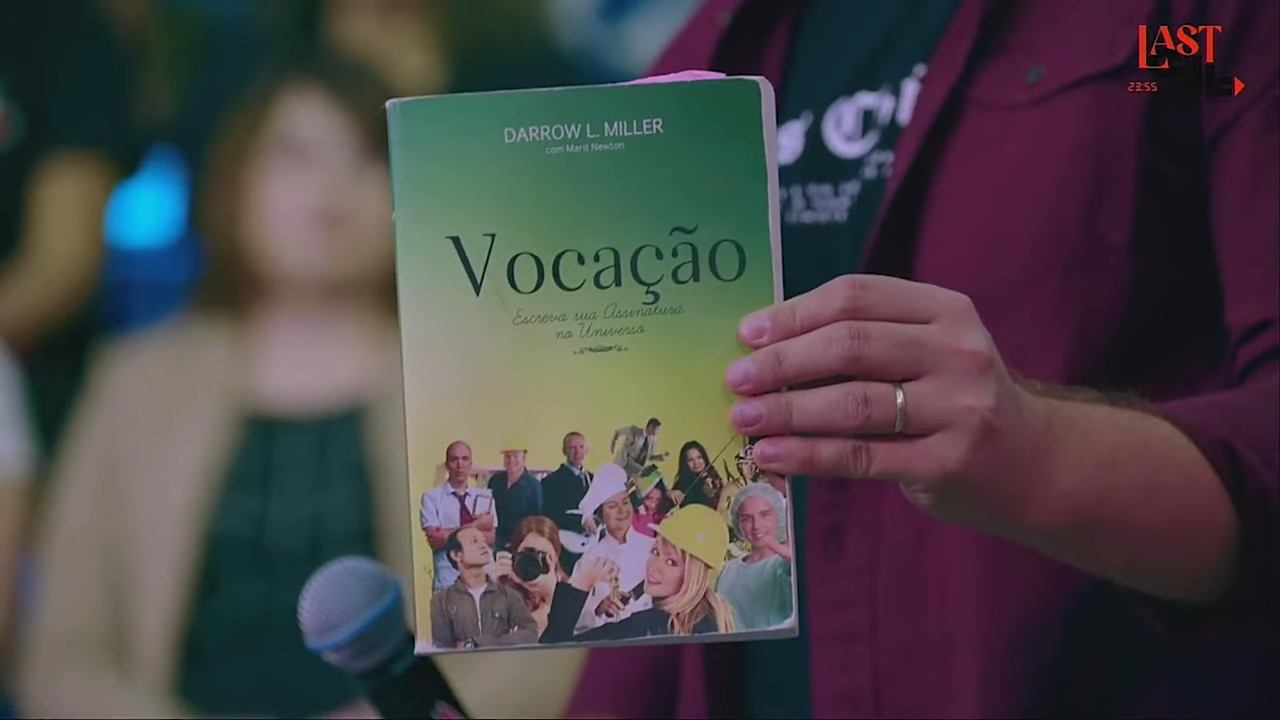 LAST
23:55
DARROW L. MILLER
com Marit Newton
Vocação
Escreva sua Assinatura
no Universo